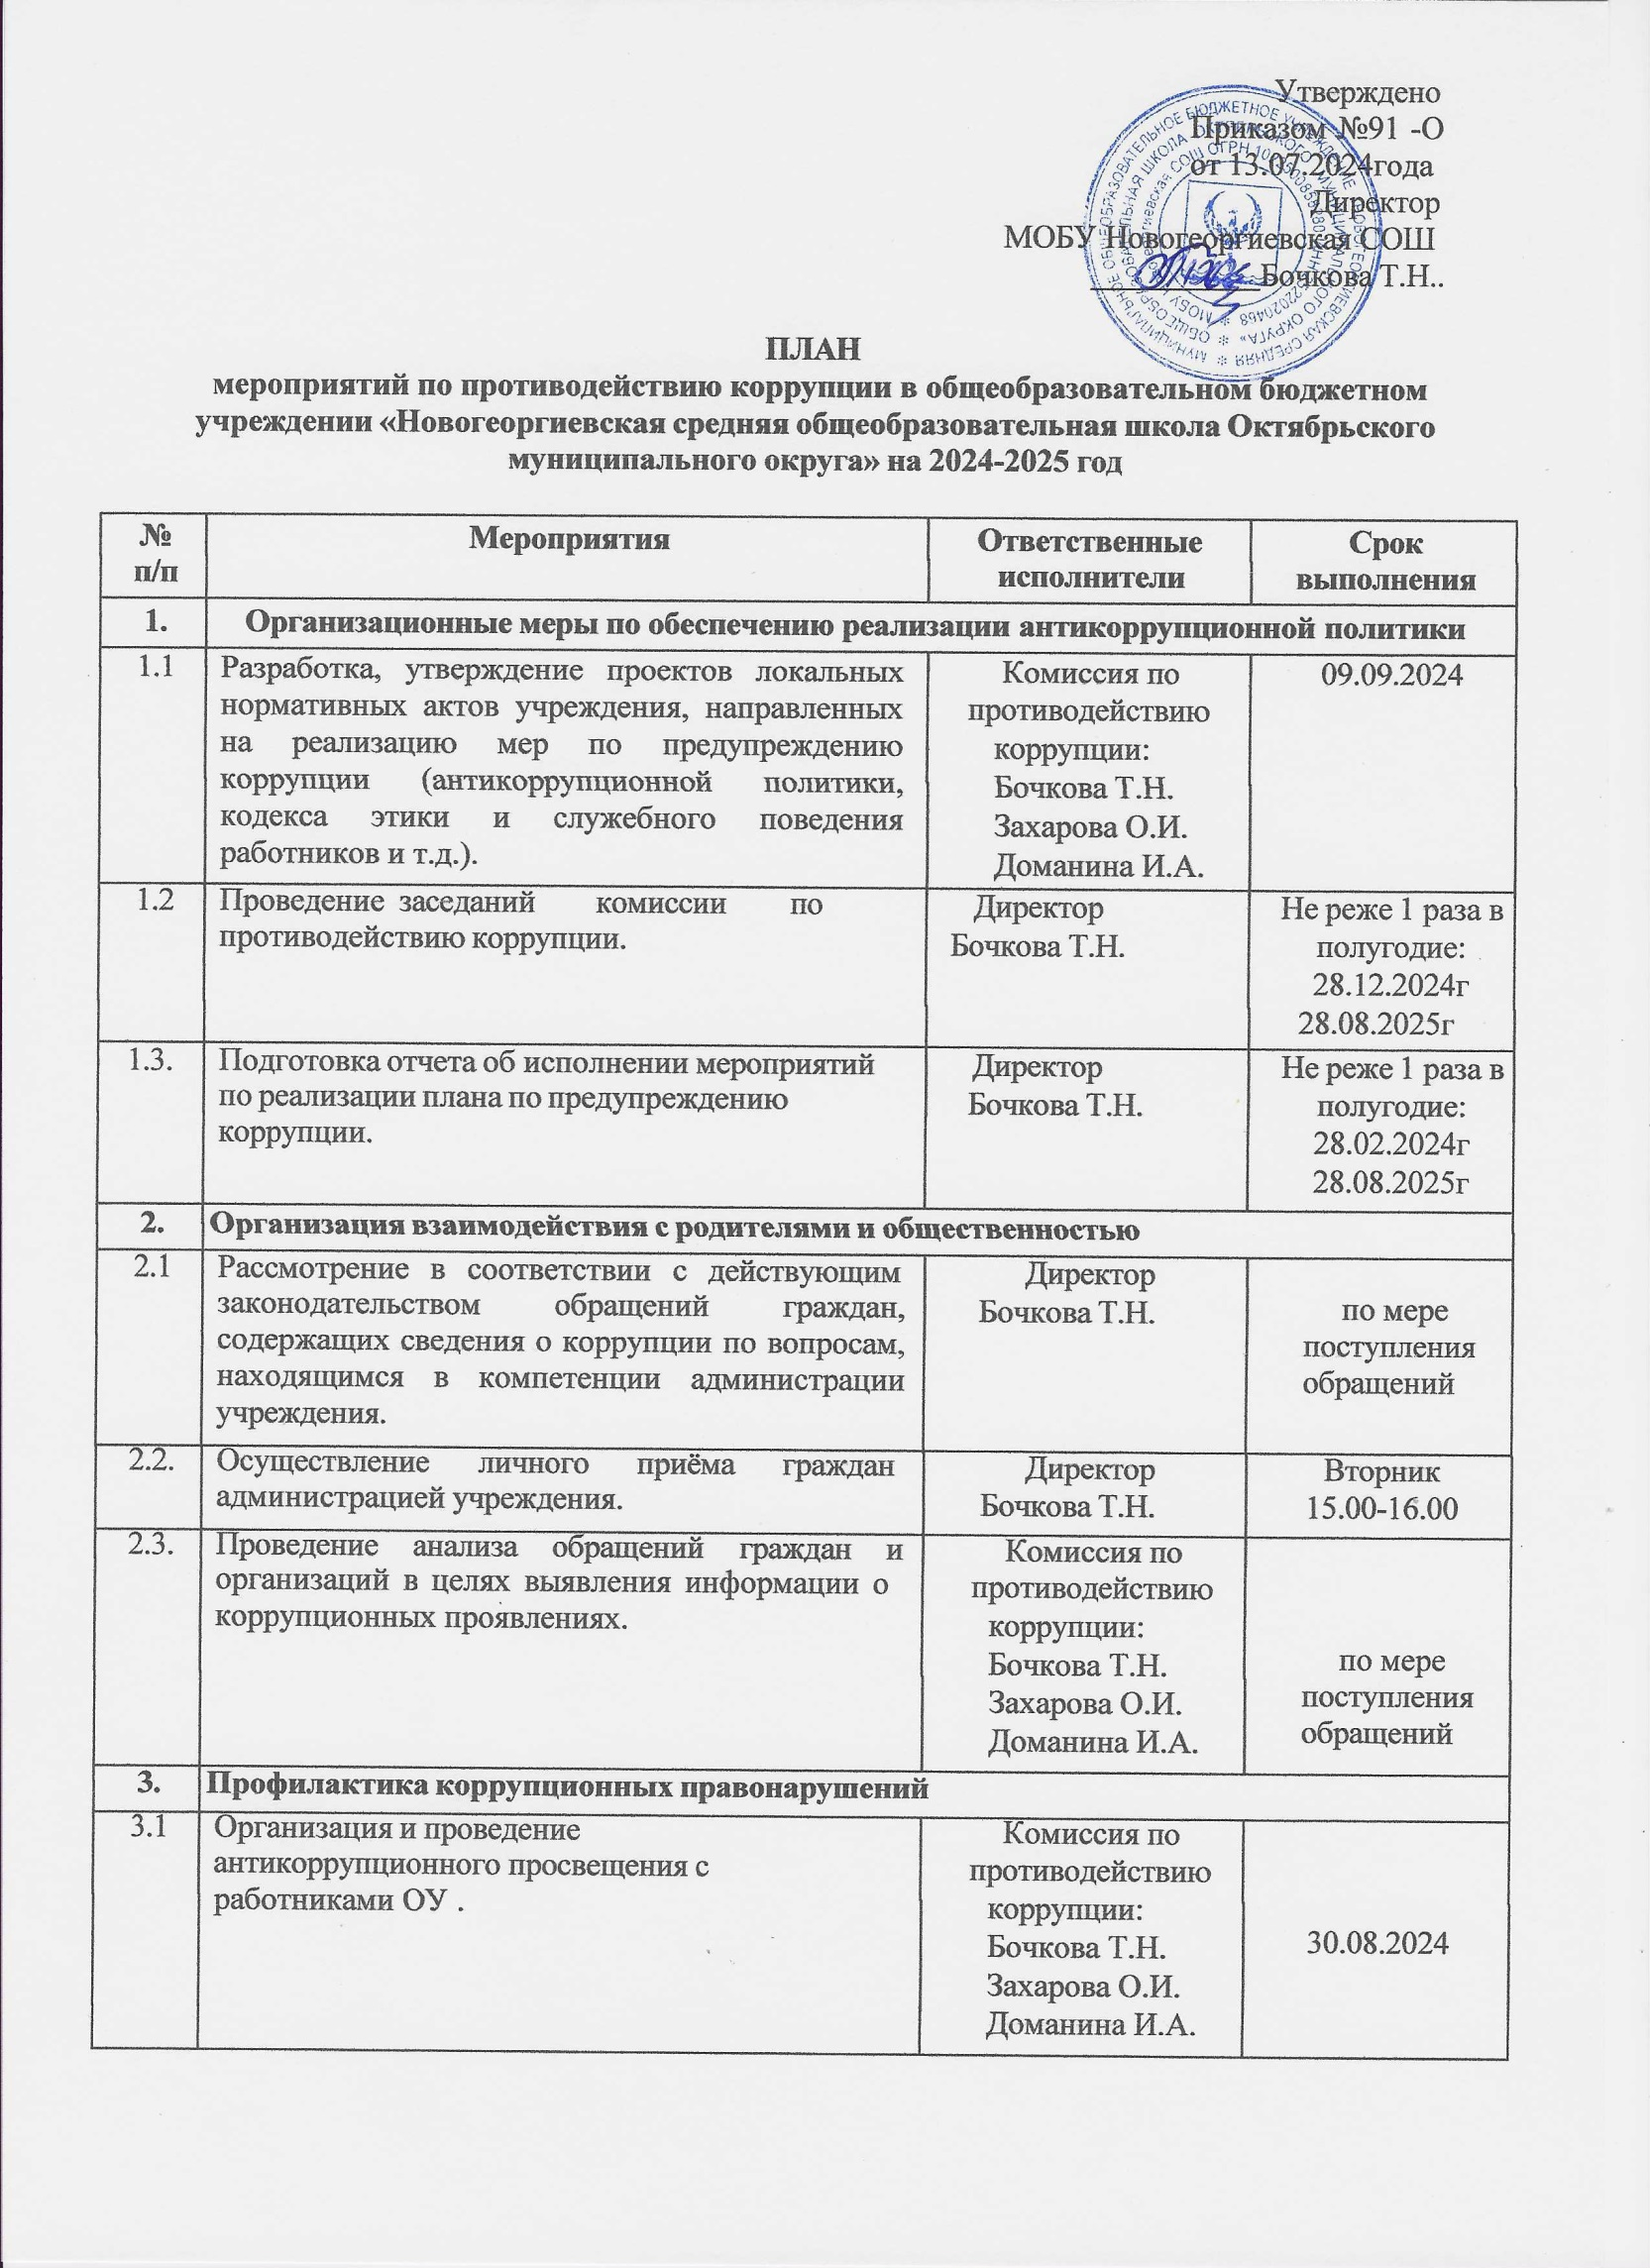 Утверждено
Приказом №91 -О
от 13.07.2024года
Директор
МОБУ Новогеоргиевская СОШ
Бочкова Т.Н..
ПЛАН
мероприятий по противодействию коррупции в общеобразовательном бюджетном
учреждении «Новогеоргиевская средняя общеобразовательная школа Октябрьского
муниципального округа» на 2024-2025 год
№ п/п
Мероприятия
Ответственные исполнители
Срок выполнения
1. Организационные меры по обеспечению реализации антикоррупционной политики
1.1
Разработка, утверждение проектов локальных
нормативных актов учреждения, направленных
на реализацию мер по предупреждению
коррупции (антикоррупционной политики,
кодекса этики и служебного поведения
работников и т.д.).
Комиссия по
противодействию
коррупции:
Бочкова Т.Н.
Захарова О.И.
Доманина И.А.
09.09.2024
1.2
Проведение заседаний комиссии по
противодействию коррупции.
Директор
Бочкова Т.Н.
Не реже 1 раза в
полугодие:
28.12.2024г
28.08.2025г
1.3.
Подготовка отчета об исполнении мероприятий
по реализации плана по предупреждению
коррупции.
Директор
Бочкова Т.Н.
Не реже 1 раза в
полугодие:
28.02.2024г
28.08.2025г
2. Организация взаимодействия с родителями и общественностью
2.1
Рассмотрение в соответствии с действующим
законодательством обращений граждан,
содержащих сведения о коррупции по вопросам,
находящимся в компетенции администрации
учреждения.
Директор
Бочкова Т.Н.
по мере
поступления
обращений
2.2.
Осуществление личного приёма граждан
администрацией учреждения.
Директор
Бочкова Т.Н.
Вторник
15.00-16.00
2.3.
Проведение анализа обращений граждан и
организаций в целях выявления информации о
коррупционных проявлениях.
Комиссия по
противодействию
коррупции:
Бочкова Т.Н.
Захарова О.И.
Доманина И.А.
по мере
поступления
обращений
3. Профилактика коррупционных правонарушений
3.1
Организация и проведение
антикоррупционного просвещения с
работниками ОУ .
Комиссия по
противодействию
коррупции:
Бочкова Т.Н.
Захарова О.И.
Доманина И.А.
30.08.2024